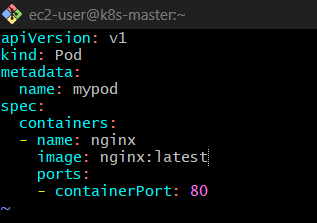 ec2-user@k8s-master:~
apiVersion: v1
kind: Pod
metadata:
  name: mypod
spec:
  containers:
  - name: nginx
    image: nginx:latest
    ports:
    - containerPort: 80
~